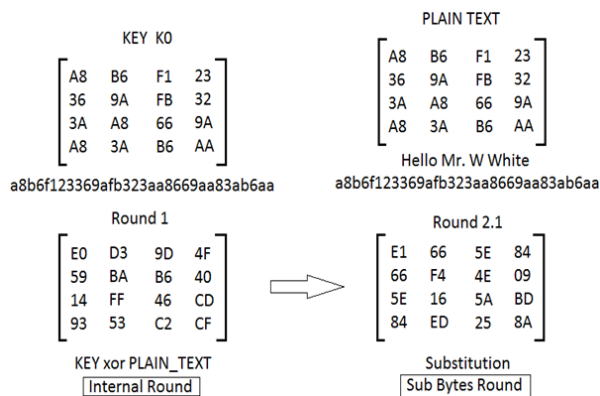 KEY K0
A8 B6 F1 23
36 9A FB 32
3A A8 66 9A
A8 3A B6 AA
a8b6f123369afb323aa8669aa83ab6aa
PLAIN TEXT
A8 B6 F1 23
36 9A FB 32
3A A8 66 9A
A8 3A B6 AA
Hello Mr. W White
a8b6f123369afb323aa8669aa83ab6aa
Round 1
E0 D3 9D 4F
59 BA B6 40
14 FF 46 CD
93 53 C2 CF
KEY xor PLAIN_TEXT
Internal Round
Round 2.1
E1 66 5E 84
66 F4 4E 09
5E 16 5A BD
84 ED 25 8A
Substitution
Sub Bytes Round